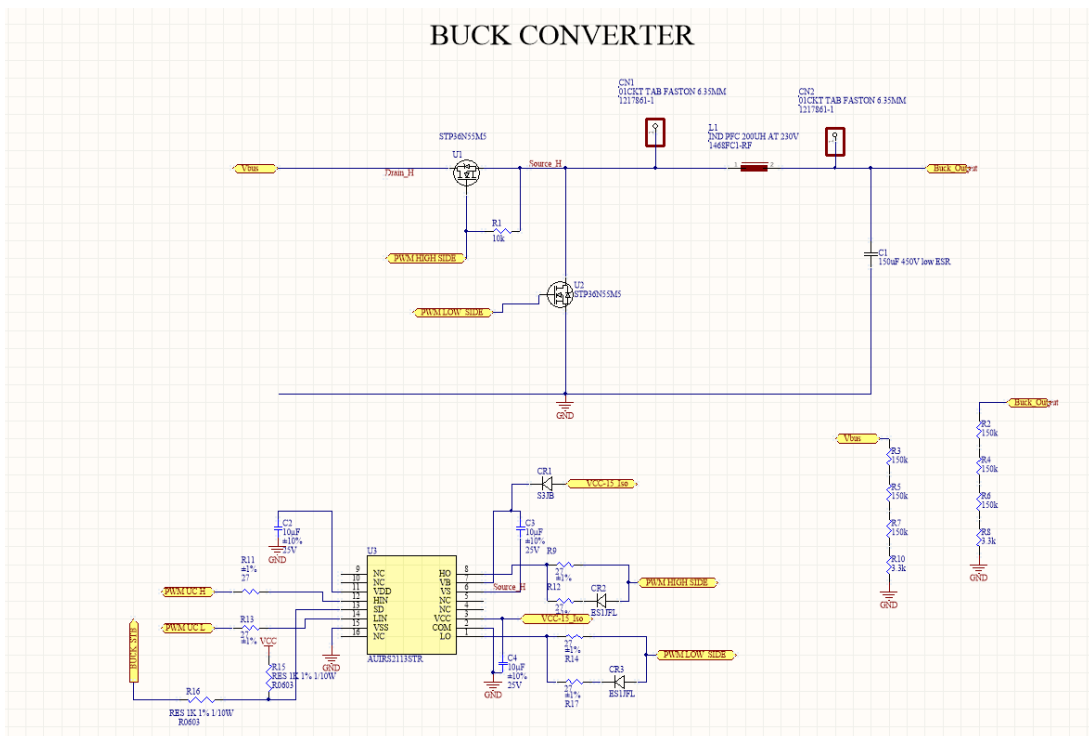 BUCK CONVERTER
CN1
01CKT TAB FASTON 6.35MM
1217861-1
CN2
01CKT TAB FASTON 6.35MM
1217861-1
L1
IND PFC 200UH AT 230V
1468FC1-RF
1
2
STP36N55M5
U1
Vbus
Drain_H
Source_H
Buck_Output
R1
10k
PWM HIGH SIDE
C1
150uF 450V low ESR
U2
STP36N55M5
PWM LOW_SIDE
GND
Buck_Output
R2
150k
R4
150k
R6
150k
R8
3.3k
GND
Vbus
R3
150k
R5
150k
R7
150k
R10
3.3k
GND
CR1
S3JB
VCC-15_Iso
C2
10µF
±10%
25V
GND
C3
10µF
±10%
25V
U3
9 NC
10 NC
11 VDD
12 HIN
13 SD
14 LIN
15 VSS
16 NC
HO 8
VB 7
VS 6
NC 5
NC 4
VCC 3
COM 2
LO 1
AUIRS2113STR
R11
±1%
27
PWM UC H
R13
27
±1%
PWM UC L
VCC
R15
RES 1K 1% 1/10W
R0603
GND
BUCK STB
R16
RES 1K 1% 1/10W
R0603
Source_H
R9
27
±1%
R12
27
CR2
ES1JFL
PWM HIGH SIDE
VCC-15_Iso
C4
10µF
±10%
25V
GND
27
±1%
R14
27
±1%
R17
CR3
ES1JFL
PWM LOW_SIDE